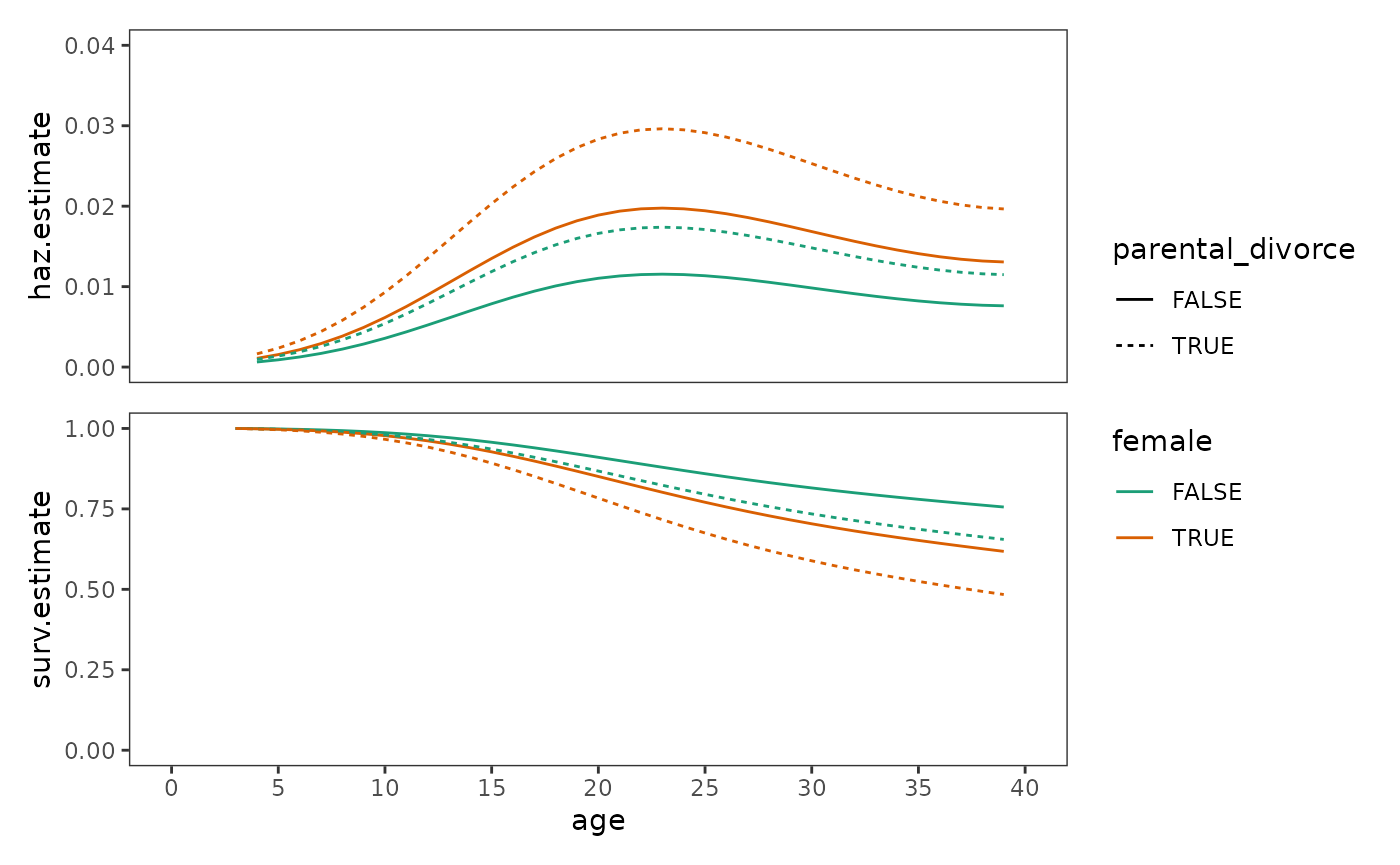 haz.estimate
0.04
0.03
0.02
0.01
0.00
surv.estimate
1.00
0.75
0.50
0.25
0.00
0 5 10 15 20 25 30 35 40
age
parental_divorce
FALSE
TRUE
female
FALSE
TRUE